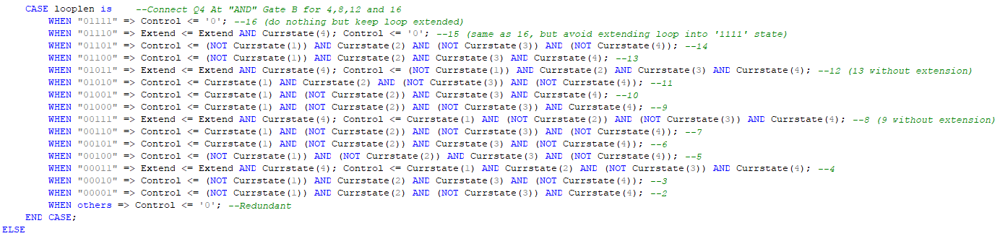 CASE looplen is    --Connect Q4 At "AND" Gate B for 4,8,12 and 16
WHEN "01111" => Control <= '0'; --16 (do nothing but keep loop extended)
WHEN "01110" => Extend <= Extend AND Currstate(4); Control <= '0'; --15 (same as 16, but avoid extending loop into '1111' state)
WHEN "01101" => Control <= (NOT Currstate(1)) AND Currstate(2) AND (NOT Currstate(3)) AND (NOT Currstate(4)); --14
WHEN "01100" => Control <= (NOT Currstate(1)) AND Currstate(2) AND Currstate(3) AND Currstate(4); --13
WHEN "01011" => Extend <= Extend AND Currstate(4); Control <= (NOT Currstate(1)) AND Currstate(2) AND Currstate(3) AND Currstate(4); --12 (13 without extension)
WHEN "01010" => Control <= Currstate(1) AND Currstate(2) AND (NOT Currstate(3)) AND (NOT Currstate(4)); --11
WHEN "01001" => Control <= Currstate(1) AND (NOT Currstate(2)) AND Currstate(3) AND Currstate(4); --10
WHEN "01000" => Control <= Currstate(1) AND (NOT Currstate(2)) AND (NOT Currstate(3)) AND Currstate(4); --9
WHEN "00111" => Extend <= Extend AND Currstate(4); Control <= Currstate(1) AND (NOT Currstate(2)) AND (NOT Currstate(3)) AND Currstate(4); --8 (9 without extension)
WHEN "00110" => Control <= Currstate(1) AND (NOT Currstate(2)) AND (NOT Currstate(3)) AND (NOT Currstate(4)); --7
WHEN "00101" => Control <= Currstate(1) AND (NOT Currstate(2)) AND Currstate(3) AND (NOT Currstate(4)); --6
WHEN "00100" => Control <= (NOT Currstate(1)) AND (NOT Currstate(2)) AND Currstate(3) AND (NOT Currstate(4)); --5
WHEN "00011" => Extend <= Extend AND Currstate(4); Control <= Currstate(1) AND Currstate(2) AND (NOT Currstate(3)) AND Currstate(4); --4
WHEN "00010" => Control <= (NOT Currstate(1)) AND Currstate(2) AND Currstate(3) AND (NOT Currstate(4)); --3
WHEN "00001" => Control <= (NOT Currstate(1)) AND Currstate(2) AND (NOT Currstate(3)) AND Currstate(4); --2
WHEN others => Control <= '0'; --Redundant
END CASE;
ELSE